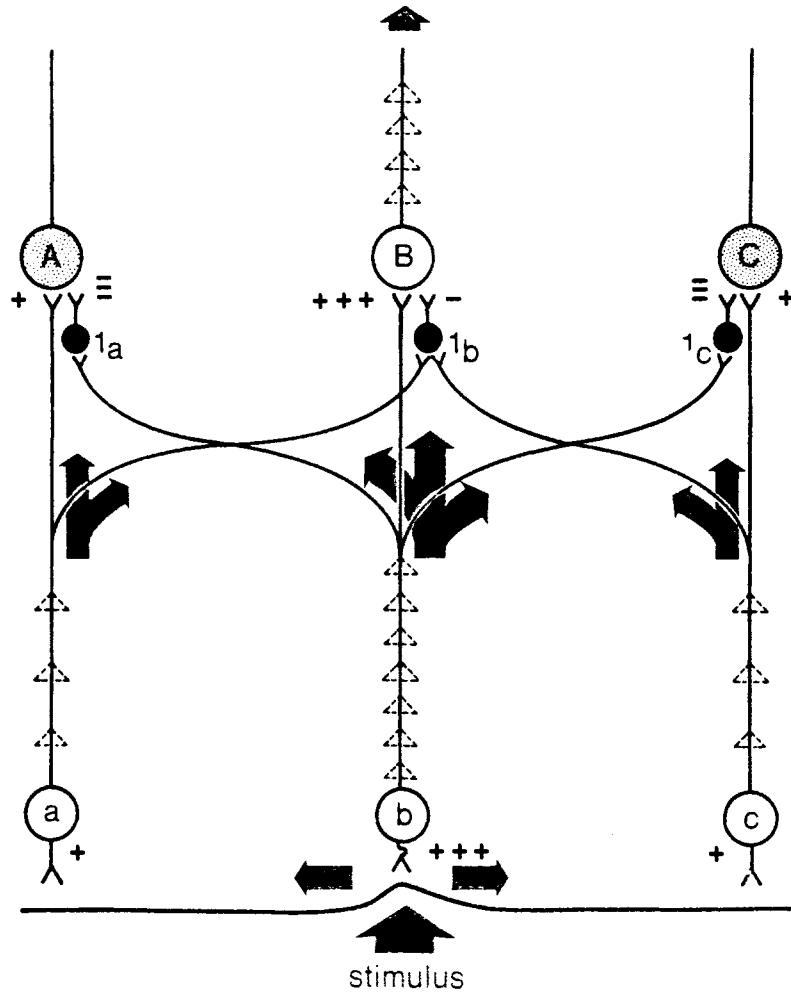 A B C
+ ≡ +++ − ≡ +
1a 1b 1c
a b c
+ +++ +
stimulus